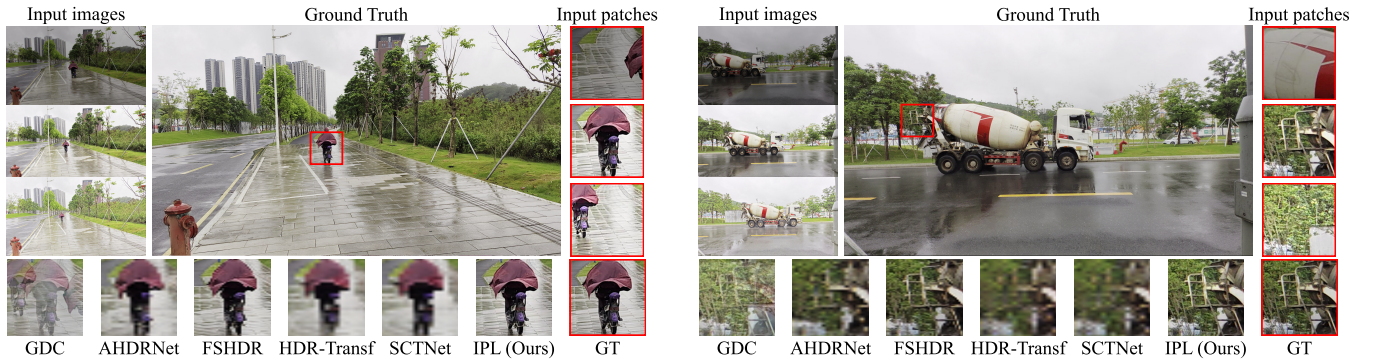 Input images Ground Truth Input patches
GDC AHDRNet FSHDR HDR-Transf SCTNet IPL (Ours) GT
Input images Ground Truth Input patches
GDC AHDRNet FSHDR HDR-Transf SCTNet IPL (Ours) GT